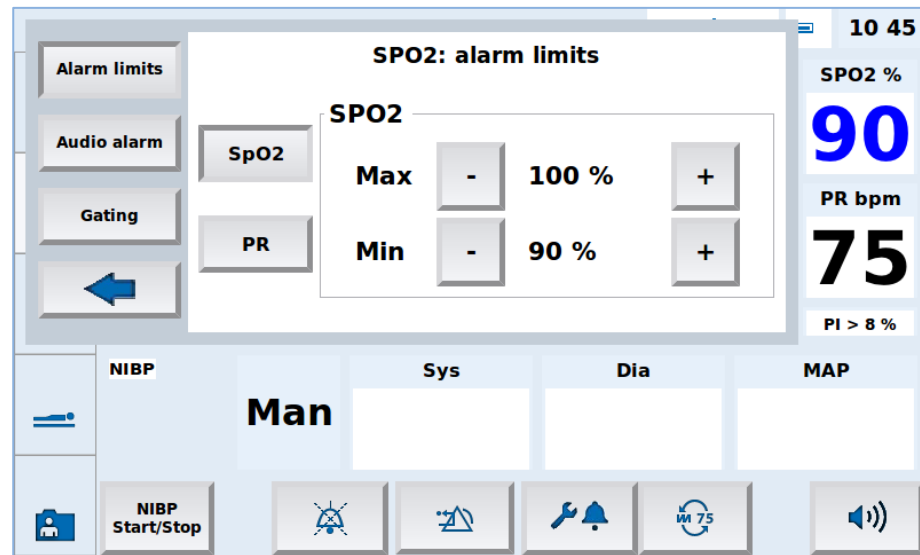 10 45
SPO2: alarm limits
Alarm limits
Audio alarm
Gating
SpO2
PR
SPO2
Max - 100 % +
Min - 90 % +
SPO2 %
90
PR bpm
75
PI > 8 %
NIBP
Man
Sys
Dia
MAP
NIBP
Start/Stop
75